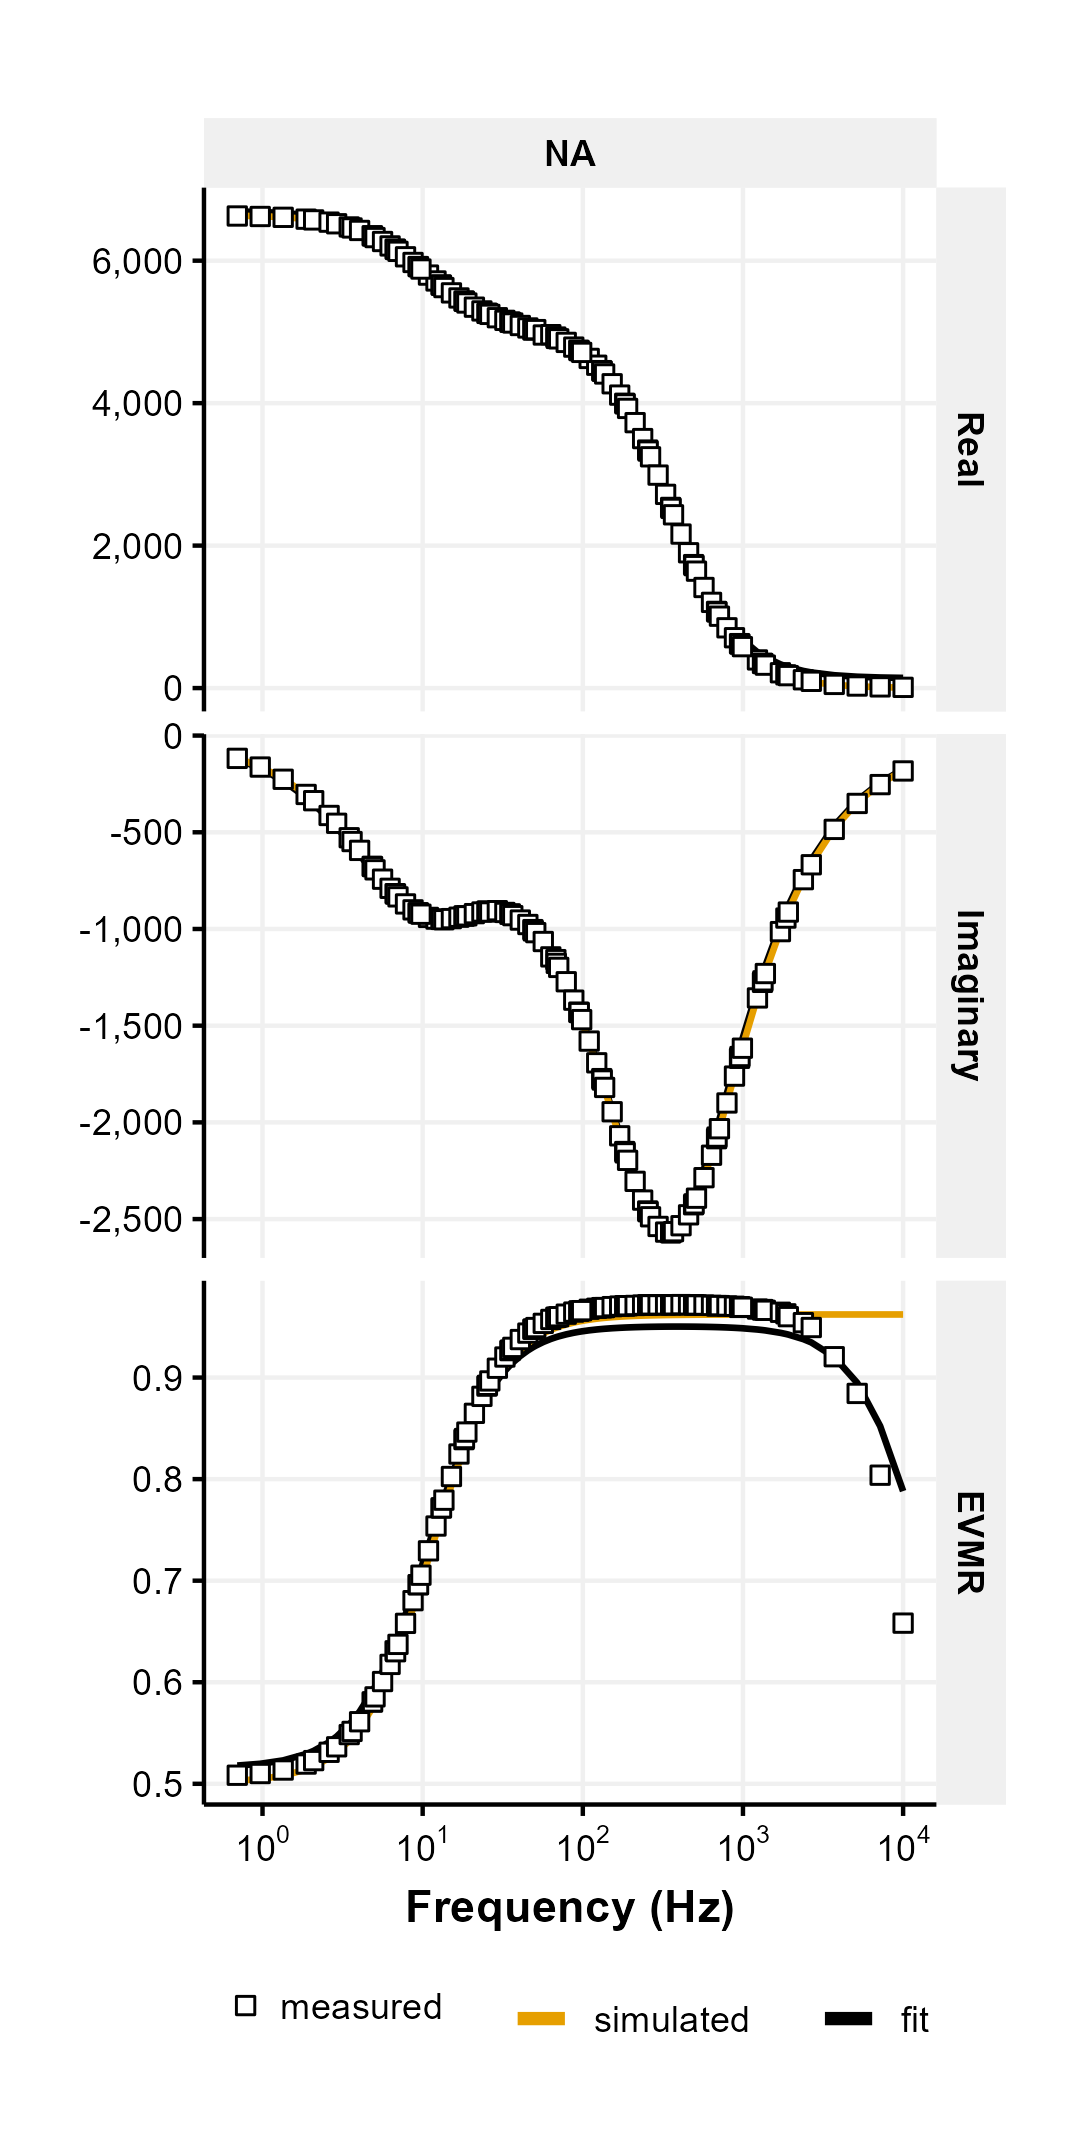 NA
6,000
4,000
2,000
0
Real
0
-500
-1,000
-1,500
-2,000
-2,500
Imaginary
0.9
0.8
0.7
0.6
0.5
EVMR
10⁰ 10¹ 10² 10³ 10⁴
Frequency (Hz)
measured simulated fit